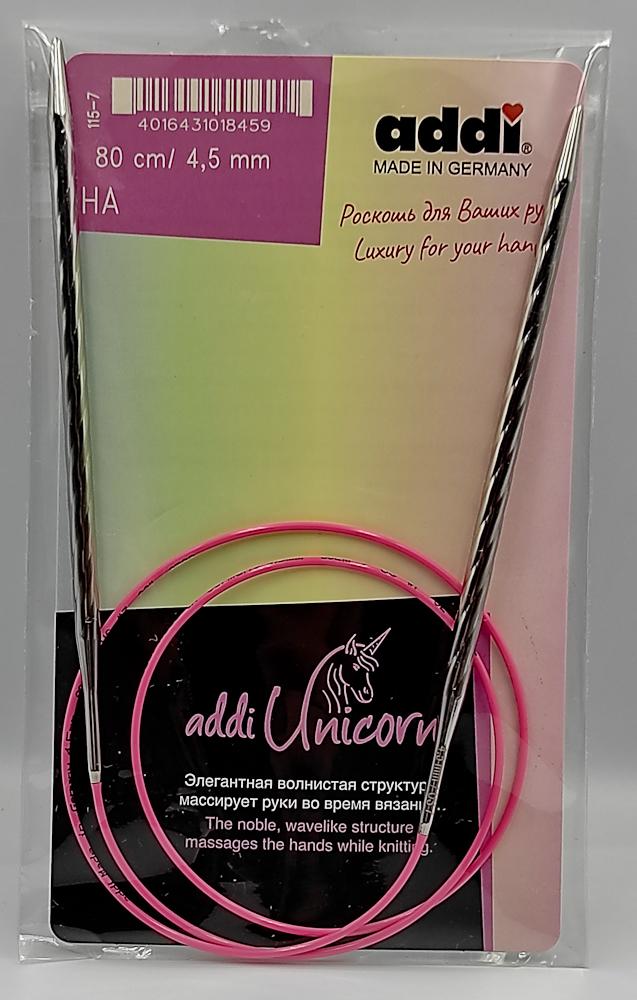 115-7
4016431018459
80 cm/ 4,5 mm
НА
addi®
MADE IN GERMANY
Роскошь для Ваших ру
Luxury for your han
addi Unicorn
Элегантная волнистая структур
массирует руки во время вязани...
The noble, wavelike structure
massages the hands while knitting.